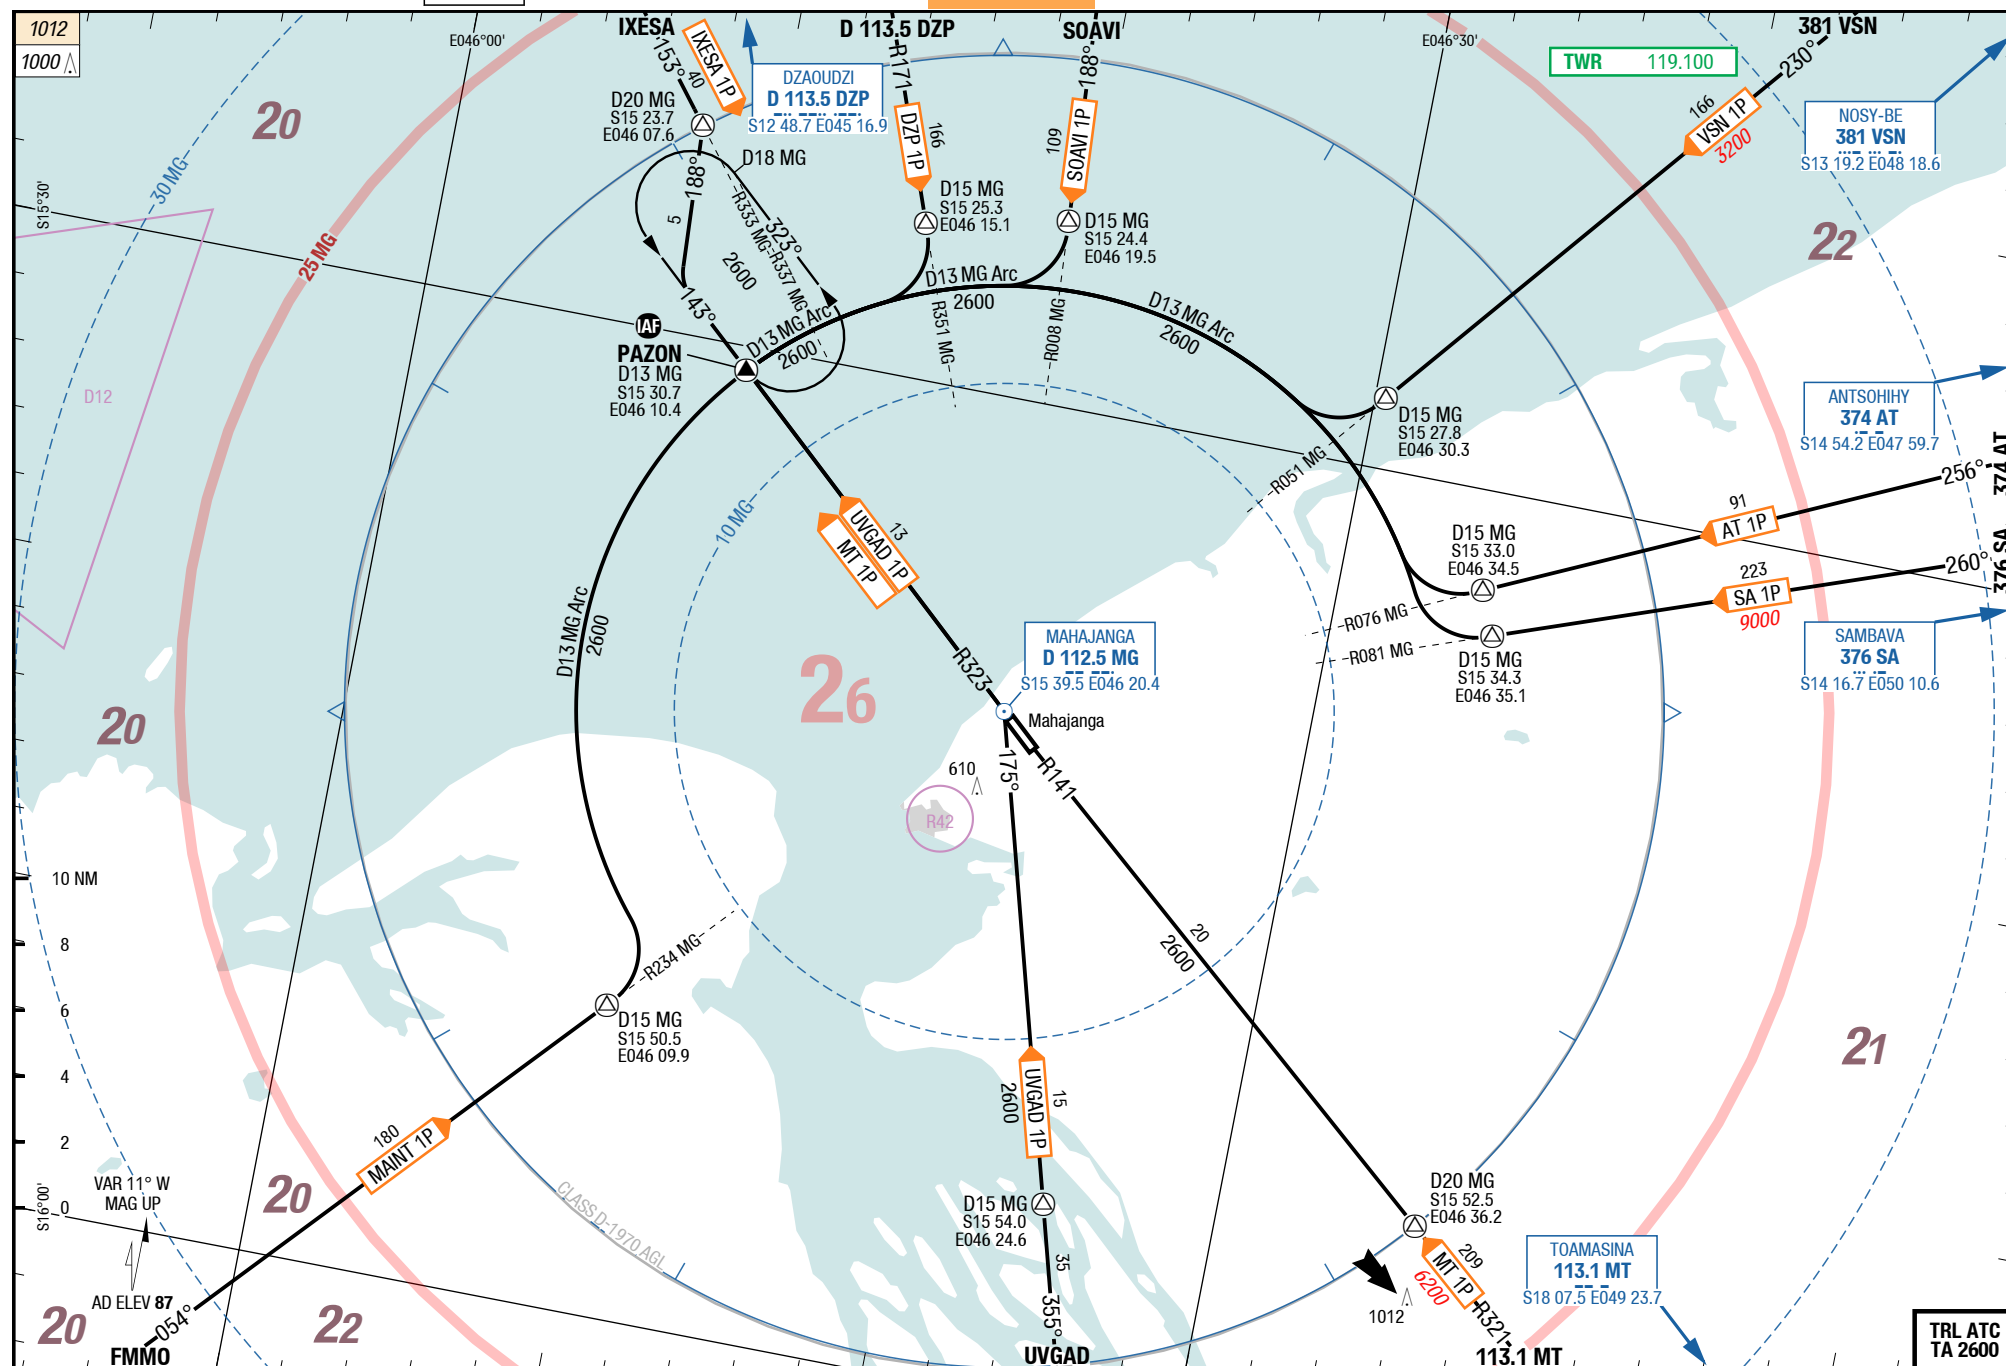 1012
1000
E046°00'
IXESA
D 113.5 DZP
SOAVI
E046°30'
381 VSN
TWR 119.100
153°
40
IXESA 1P
R171
188°
230°
DZAOUDZI
D 113.5 DZP
S12 48.7 E045 16.9
166
VSN 1P
3200
NOSY-BE
381 VSN
S13 19.2 E048 18.6
20
D20 MG
S15 23.7
E046 07.6
DZP 1P
166
109
SOAVI 1P
30 MG
D18 MG
188°
5
D15 MG
S15 25.3
E046 15.1
D15 MG
S15 24.4
E046 19.5
S15°30'
25 MG
R333 MG-R337 MG
323°
2600
22
143°
D13 MG Arc
2600
D13 MG Arc
2600
D13 MG Arc
2600
R351 MG
R008 MG
IAF
PAZON
D13 MG
S15 30.7
E046 10.4
D12
D15 MG
S15 27.8
E046 30.3
ANTSOHIHY
374 AT
S14 54.2 E047 59.7
374 AT
R051 MG
256°
91
AT 1P
10 MG
UVGAD 1P
13
MT 1P
D15 MG
S15 33.0
E046 34.5
260°
376 SA
223
SA 1P
9000
R076 MG
R081 MG
D13 MG Arc
2600
R323
MAHAJANGA
D 112.5 MG
S15 39.5 E046 20.4
D15 MG
S15 34.3
E046 35.1
SAMBAVA
376 SA
S14 16.7 E050 10.6
26
20
Mahajanga
175°
R141
610
R42
10 NM
8
6
4
2
0
R234 MG
20
2600
D15 MG
S15 50.5
E046 09.9
21
UVGAD 1P
15
2600
180
MAINT 1P
VAR 11° W
MAG UP
S16°00'
20
CLASS D-1970 AGL
D15 MG
S15 54.0
E046 24.6
D20 MG
S15 52.5
E046 36.2
35
209
MT 1P
6200
TOAMASINA
113.1 MT
S18 07.5 E049 23.7
AD ELEV 87
20
054°
22
355°
1012
R321
FMMO
UVGAD
113.1 MT
TRL ATC
TA 2600